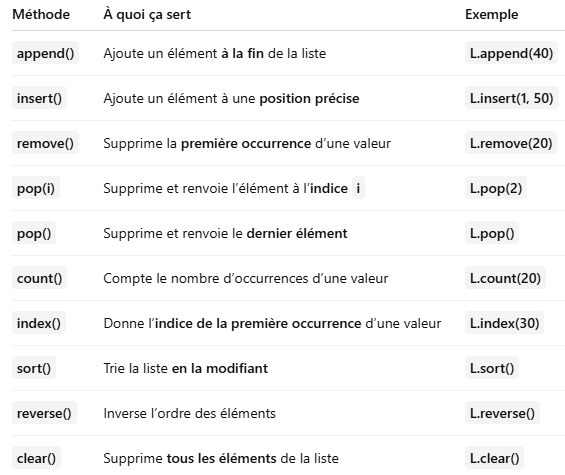 Méthode À quoi ça sert Exemple
append() Ajoute un élément à la fin de la liste L.append(40)
insert() Ajoute un élément à une position précise L.insert(1, 50)
remove() Supprime la première occurrence d’une valeur L.remove(20)
pop(i) Supprime et renvoie l’élément à l’indice i L.pop(2)
pop() Supprime et renvoie le dernier élément L.pop()
count() Compte le nombre d’occurrences d’une valeur L.count(20)
index() Donne l’indice de la première occurrence d’une valeur L.index(30)
sort() Trie la liste en la modifiant L.sort()
reverse() Inverse l’ordre des éléments L.reverse()
clear() Supprime tous les éléments de la liste L.clear()